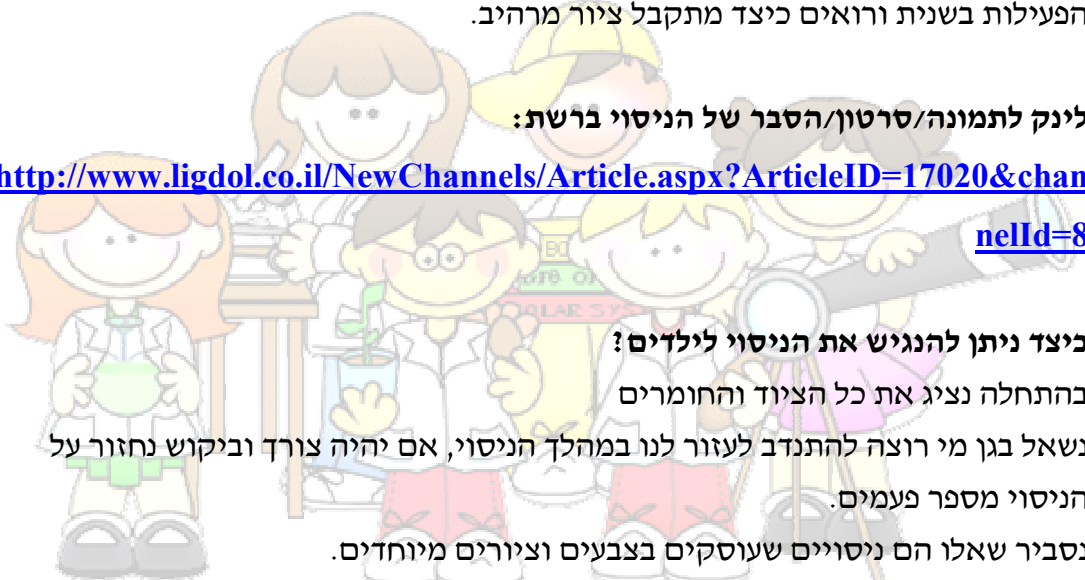 הפעילות בשנית ורואים כיצד מתקבל ציור מרהיב.
לינק לתמונה/סרטון/הסבר של הניסוי ברשת:
http://www.ligdol.co.il/NewChannels/Article.aspx?ArticleID=17020&chan
nelId=8
כיצד ניתן להנגיש את הניסוי לילדים?
בהתחלה נציג את כל הציוד והחומרים
נשאל בגן מי רוצה להתנדב לעזור לנו במהלך הניסוי, אם יהיה צורך וביקוש נחזור על
הניסוי מספר פעמים.
נסביר שאלו הם ניסויים שעוסקים בצבעים וציורים מיוחדים.